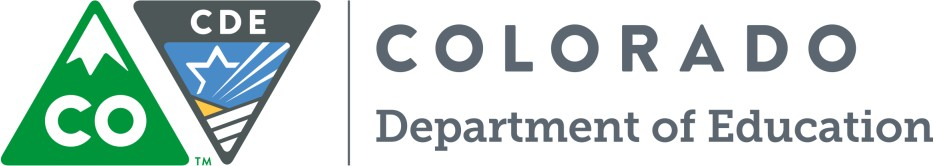 CO
TM
CDE
COLORADO
Department of Education